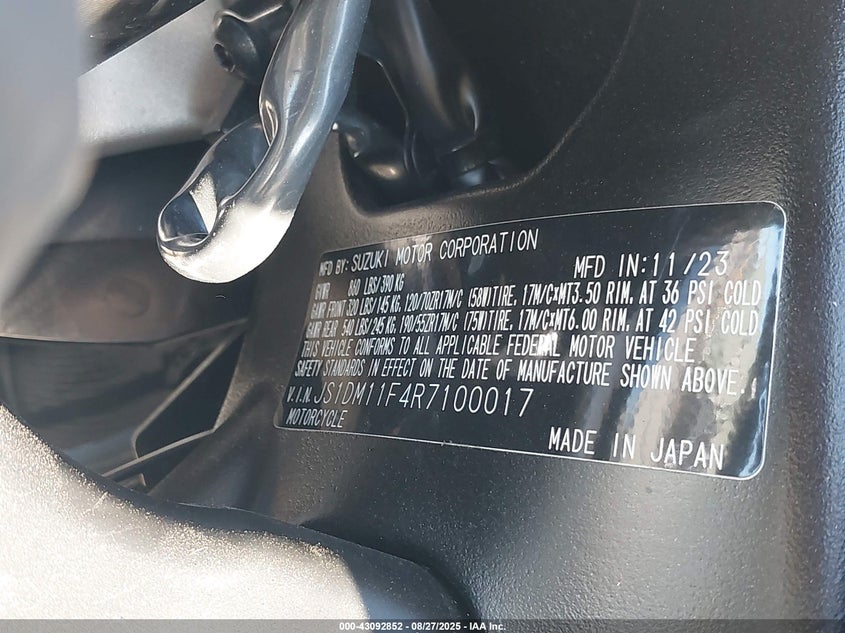 MFD BY: SUZUKI MOTOR CORPORATION MFD IN: 11/23
GVWR 860 LBS/390 KG
GAWR FRONT 320 LBS/145 KG, 120/70ZR17M/C (58W)TIRE, 17M/C×MT3.50 RIM, AT 36 PSI COLD
GAWR REAR 540 LBS/245 KG, 190/55ZR17M/C (75W)TIRE, 17M/C×MT6.00 RIM, AT 42 PSI COLD
THIS VEHICLE CONFORMS TO ALL APPLICABLE FEDERAL MOTOR VEHICLE
SAFETY STANDARDS IN EFFECT ON THE DATE OF MANUFACTURE SHOWN ABOVE.
V.I.N. JS1DM11F4R7100017
MOTORCYCLE
MADE IN JAPAN
000-43092852 - 08/27/2025 - IAA Inc.